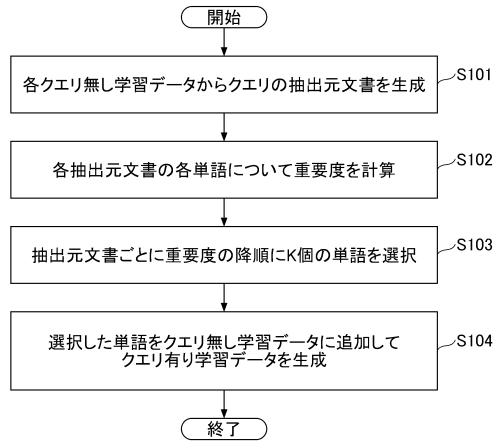 開始
各クエリ無し学習データからクエリの抽出元文書を生成
S101
各抽出元文書の各単語について重要度を計算
S102
抽出元文書ごとに重要度の降順にK個の単語を選択
S103
選択した単語をクエリ無し学習データに追加して
クエリ有り学習データを生成
S104
終了